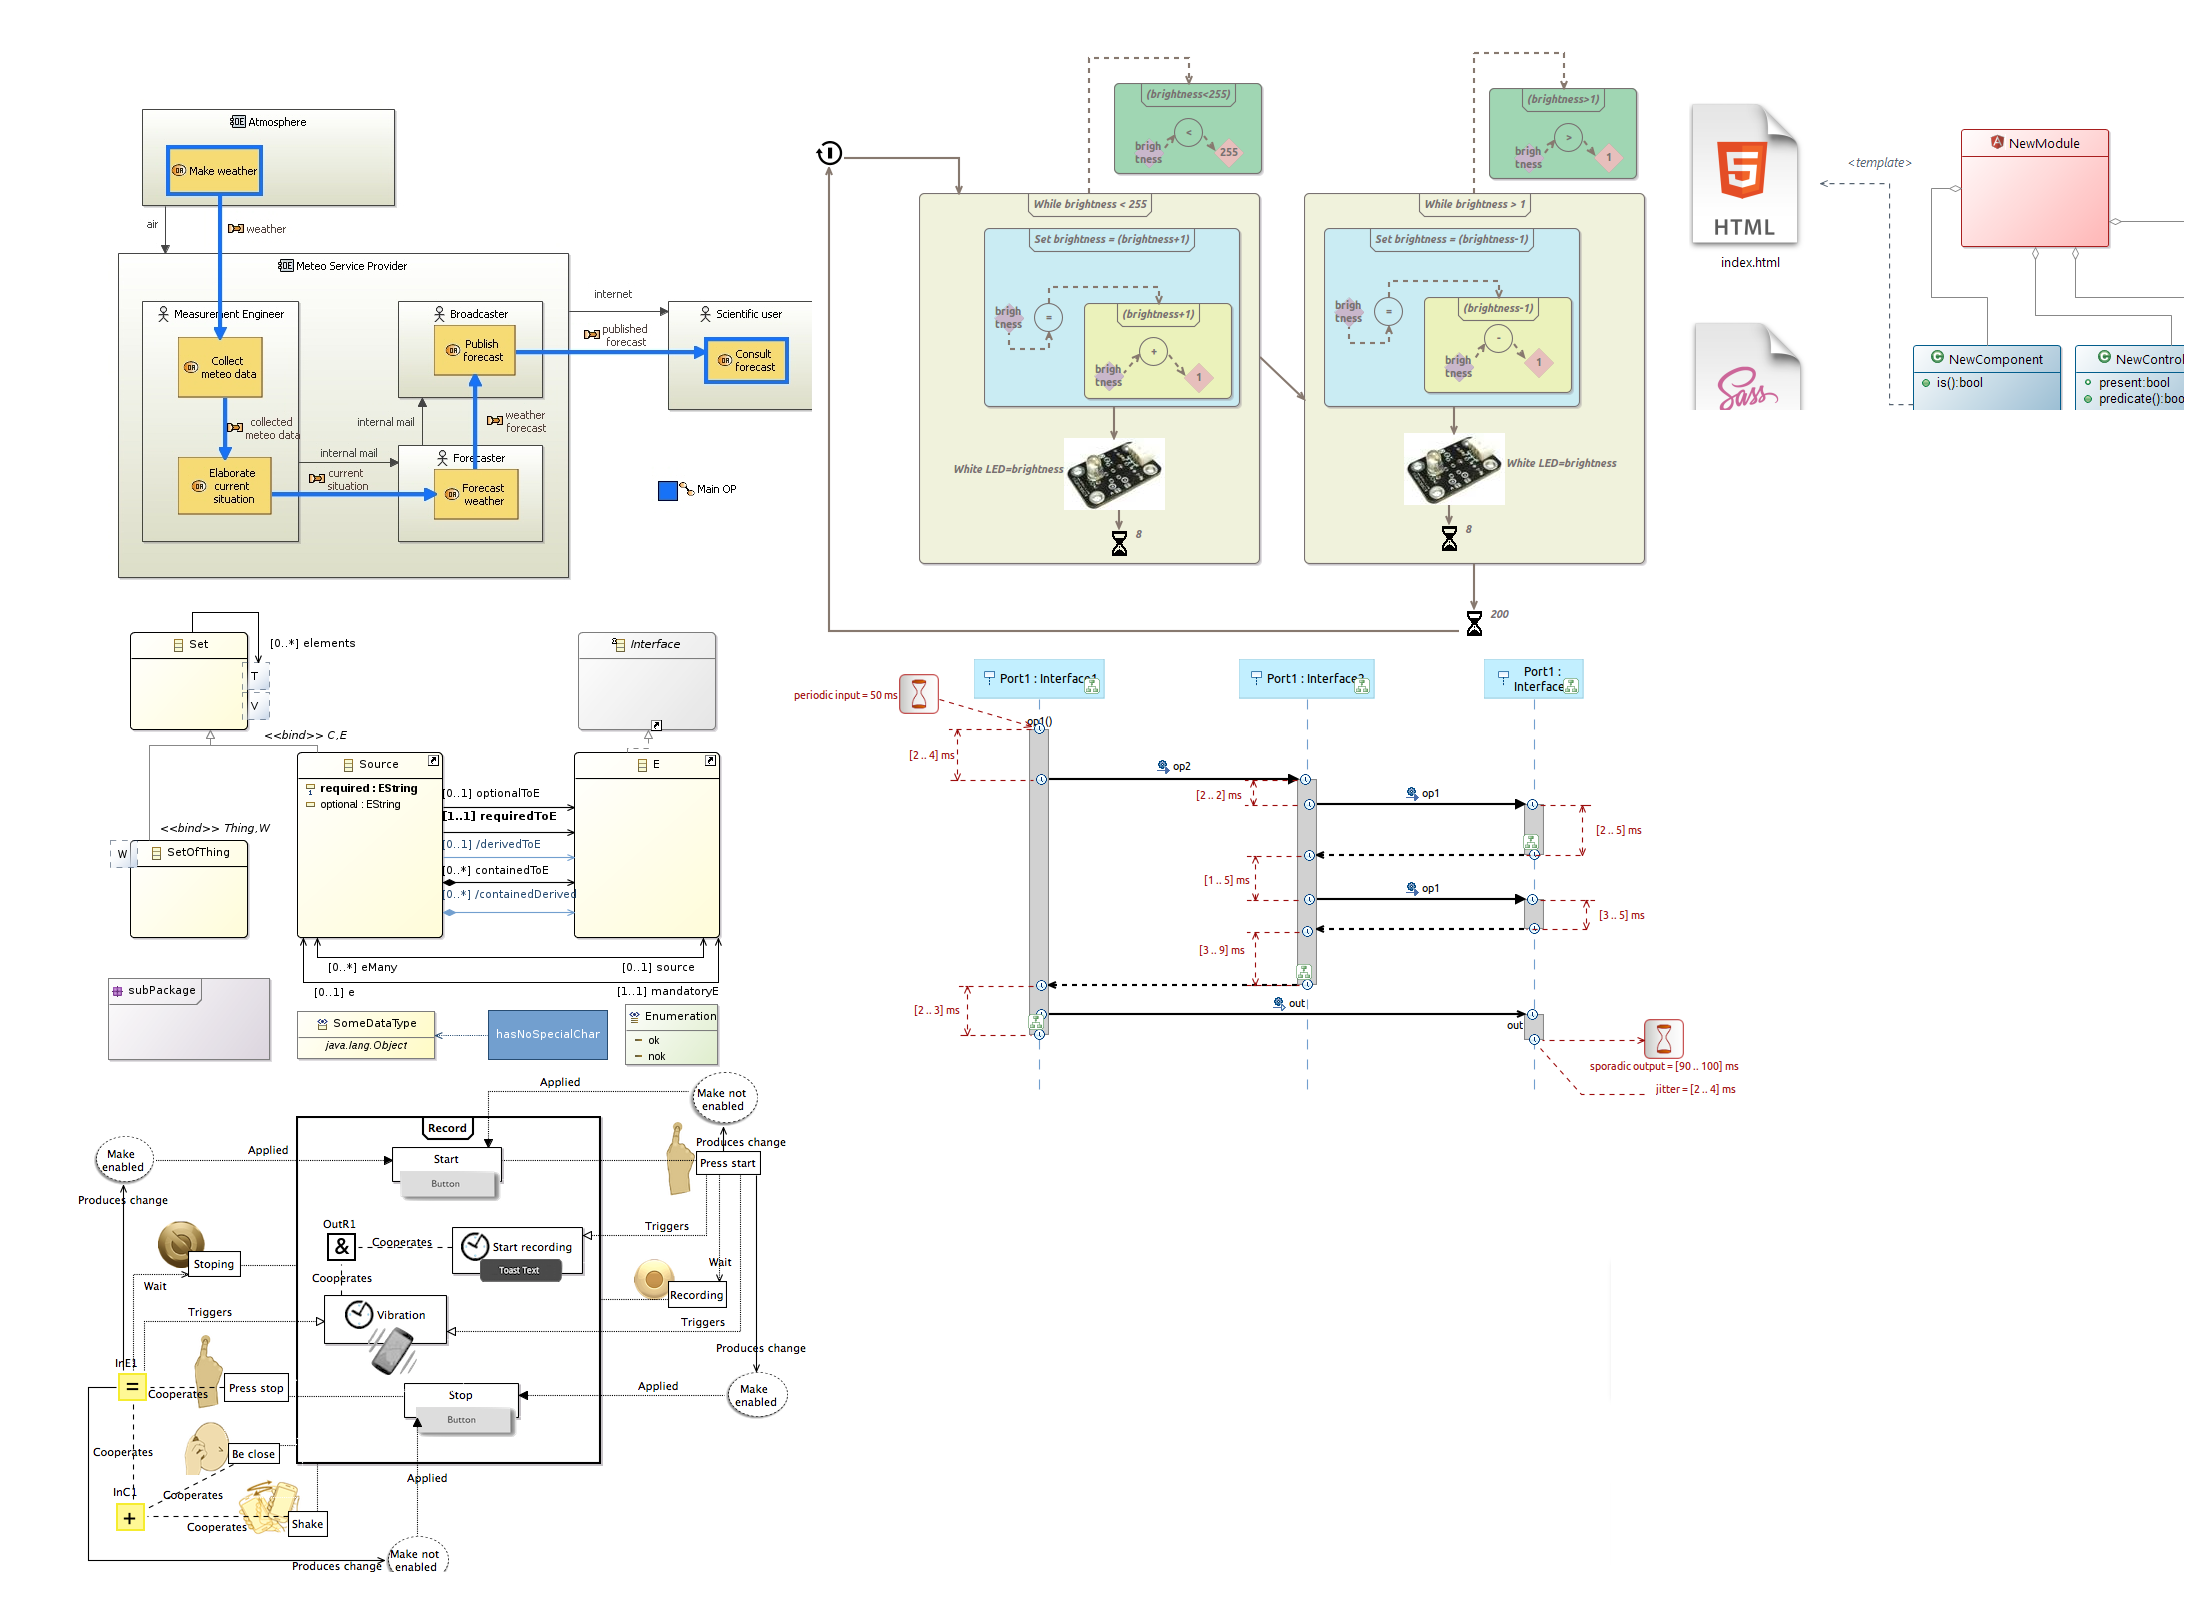 Atmosphere
Make weather
air
weather
Meteo Service Provider
Measurement Engineer
Collect
meteo data
collected
meteo data
Elaborate
current
situation
internal mail
current
situation
Broadcaster
Publish
forecast
internal mail
weather
forecast
Forecaster
Forecast
weather
internet
published
forecast
Scientific user
Consult
forecast
Main OP
(brightness<255)
brigh
tness
<
255
While brightness < 255
Set brightness = (brightness+1)
brigh
tness
=
(brightness+1)
brigh
tness
+
1
White LED=brightness
8
(brightness>1)
brigh
tness
>
1
While brightness > 1
Set brightness = (brightness-1)
brigh
tness
=
(brightness-1)
brigh
tness
-
1
White LED=brightness
8
200
HTML
index.html
Sass
<template>
NewModule
NewComponent
is():bool
NewControl
present:bool
predicate():boo
Set
[0..*] elements
T
V
Interface
<<bind>> C,E
Source
required : EString
optional : EString
E
[0..1] optionalToE
[1..1] requiredToE
[0..1] /derivedToE
[0..*] containedToE
[0..*] /containedDerived
<<bind>> Thing,W
W
SetOfThing
[0..*] eMany
[0..1] source
[0..1] e
[1..1] mandatoryE
subPackage
SomeDataType
java.lang.Object
hasNoSpecialChar
Enumeration
ok
nok
periodic input = 50 ms
Port1 : Interface1
Port1 : Interface2
Port1 :
Interface
op1()
[2 .. 4] ms
op2
[2 .. 2] ms
op1
[2 .. 5] ms
[1 .. 5] ms
op1
[3 .. 5] ms
[3 .. 9] ms
[2 .. 3] ms
out
out
sporadic output = [90 .. 100] ms
jitter = [2 .. 4] ms
Applied
Make not
enabled
Record
Produces change
Make
enabled
Applied
Start
Button
Press start
Produces change
OutR1
&
Cooperates
Start recording
Toast Text
Triggers
Wait
Stoping
Wait
Cooperates
Recording
Triggers
Vibration
Triggers
Produces change
InE1
=
Cooperates
Press stop
Stop
Button
Applied
Make
enabled
Cooperates
Be close
Applied
InC1
+
Cooperates
Cooperates
Shake
Produces change
Make not
enabled